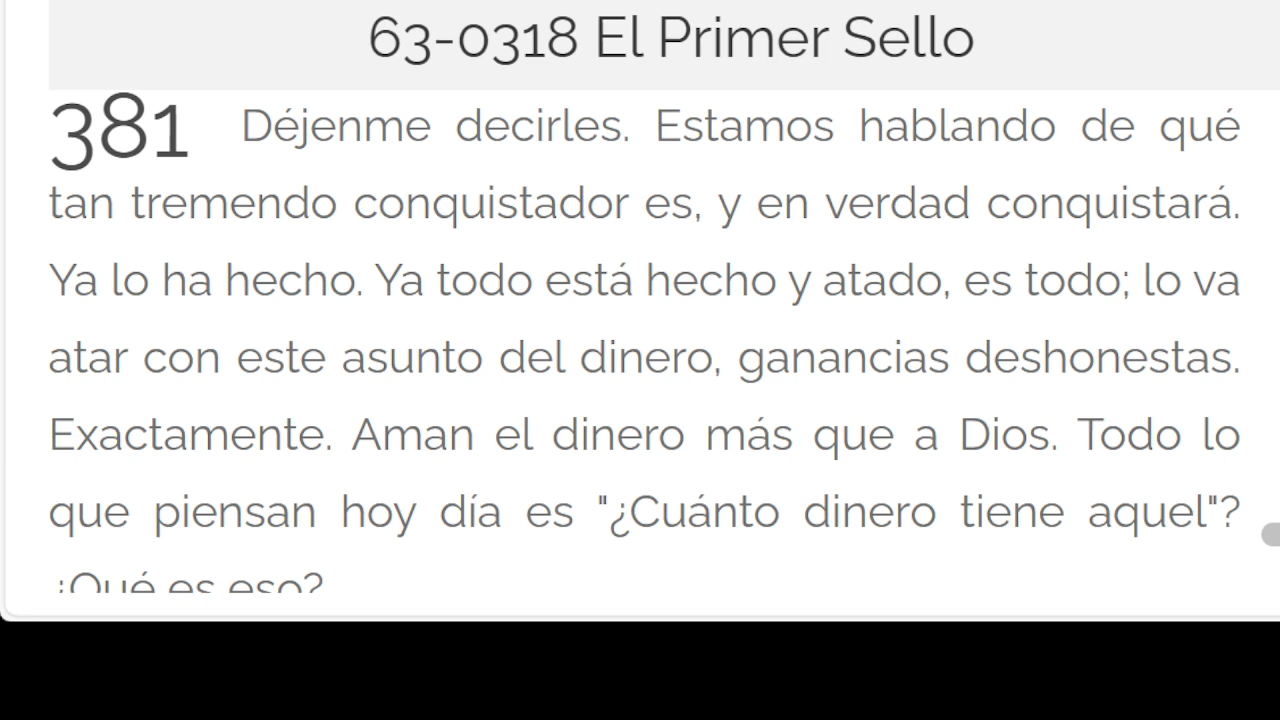 63-0318 El Primer Sello
381 Déjenme decirles. Estamos hablando de qué
tan tremendo conquistador es, y en verdad conquistará.
Ya lo ha hecho. Ya todo está hecho y atado, es todo; lo va
atar con este asunto del dinero, ganancias deshonestas.
Exactamente. Aman el dinero más que a Dios. Todo lo
que piensan hoy día es "¿Cuánto dinero tiene aquel"?
¿Qué es eso?